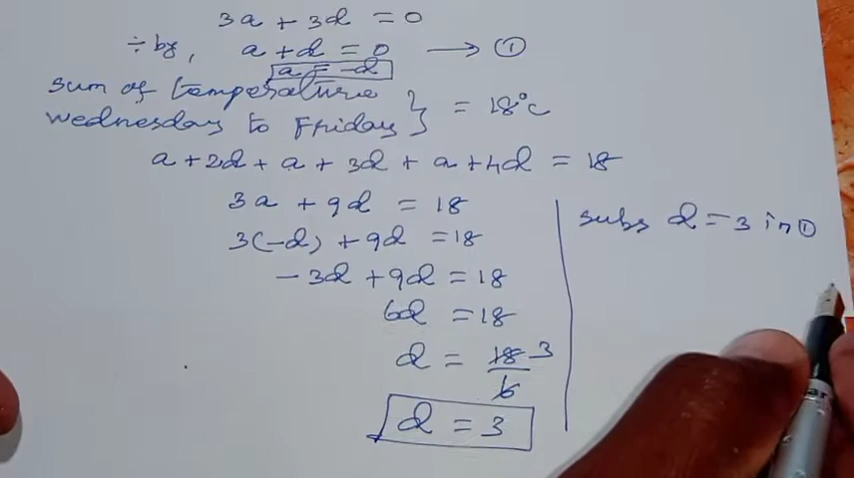 3a + 3d = 0
÷ by, a + d = 0 → ①
a = -d
Sum of temperature
wednesday to Friday } = 18°C
a + 2d + a + 3d + a + 4d = 18
3a + 9d = 18
3(-d) + 9d = 18
- 3d + 9d = 18
6d = 18
d = 18 3
6
d = 3
subs d = 3 in ①